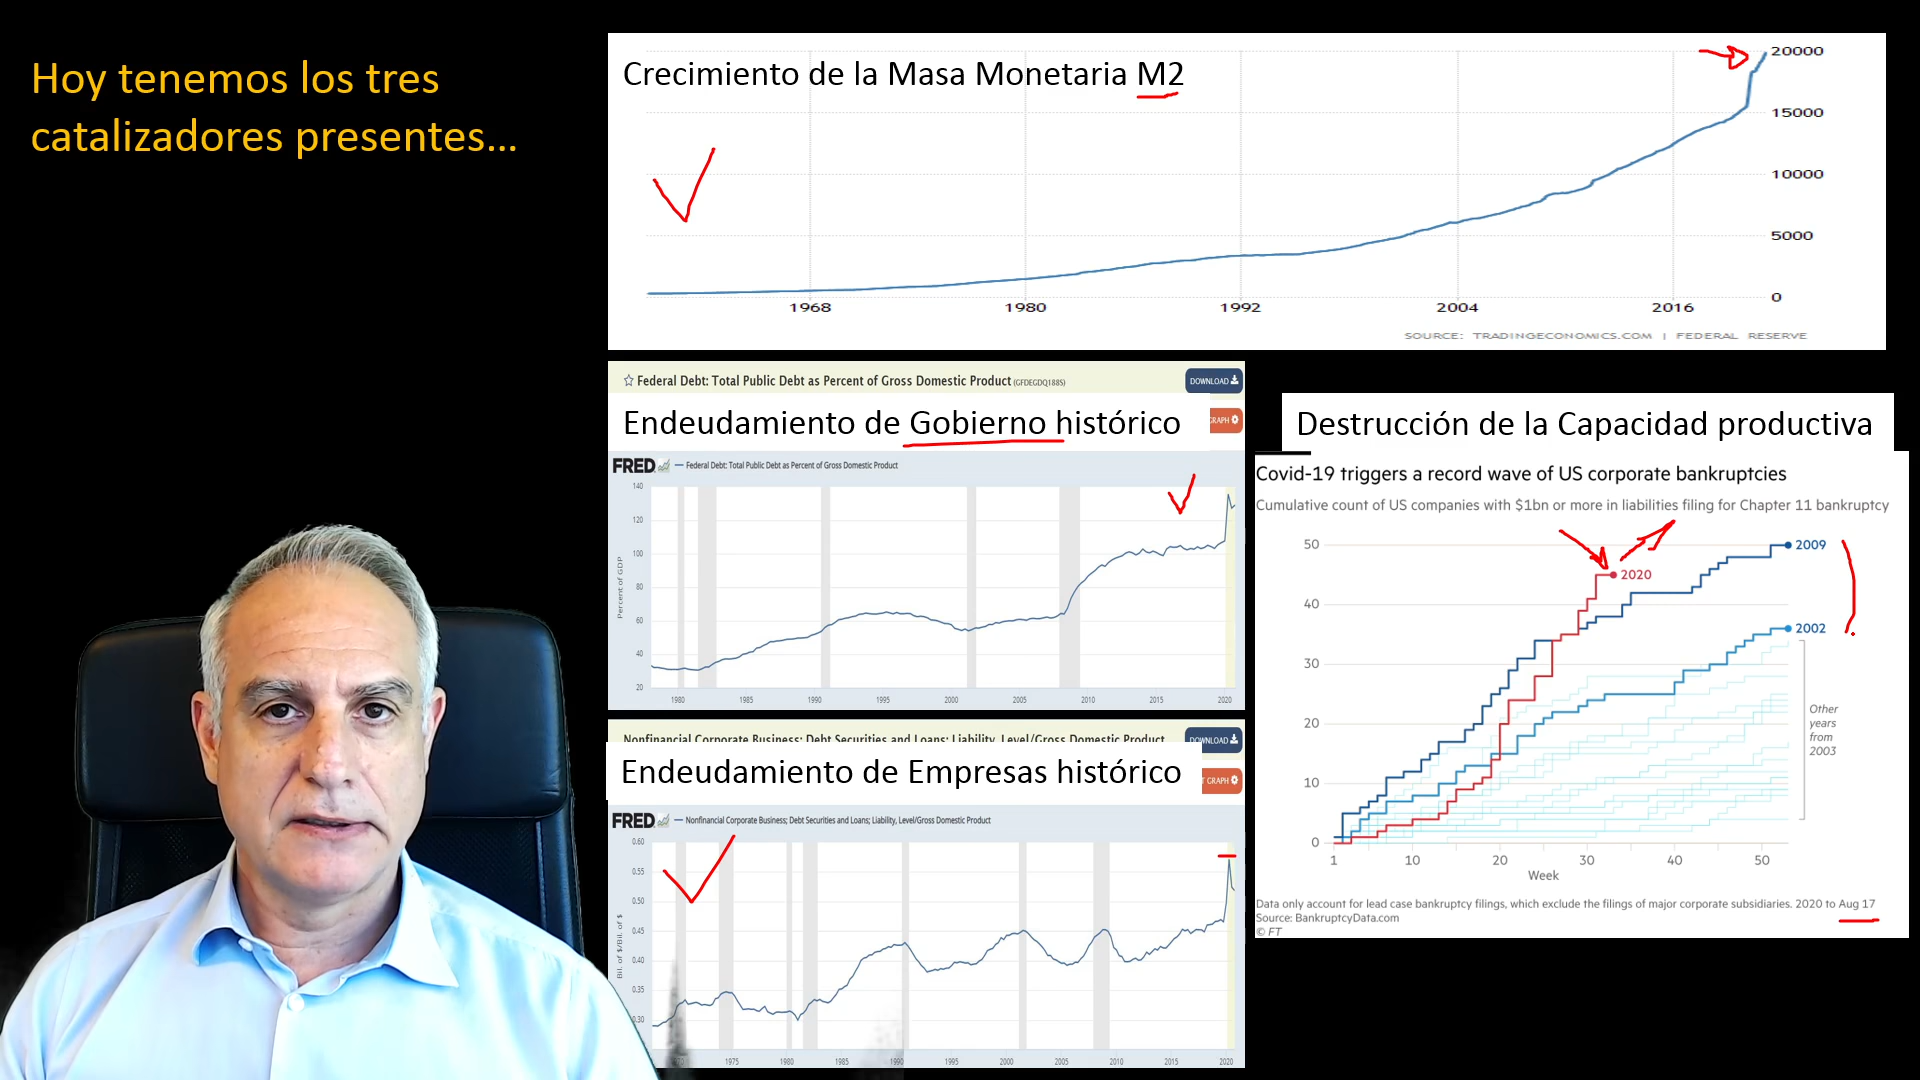 Hoy tenemos los tres
catalizadores presentes...
Crecimiento de la Masa Monetaria M2
20000
15000
10000
5000
0
1968 1980 1992 2004 2016
SOURCE: TRADINGECONOMICS.COM | FEDERAL RESERVE
Federal Debt: Total Public Debt as Percent of Gross Domestic Product (GFDEGDQ188S)
DOWNLOAD
Endeudamiento de Gobierno histórico
GRAPH
FRED
Federal Debt: Total Public Debt as Percent of Gross Domestic Product
Percent of GDP
140
120
100
80
60
40
20
1980 1985 1990 1995 2000 2005 2010 2015 2020
Nonfinancial Corporate Business; Debt Securities and Loans; Liability, Level/Gross Domestic Product
DOWNLOAD
Endeudamiento de Empresas histórico
T GRAPH
FRED
Nonfinancial Corporate Business; Debt Securities and Loans; Liability, Level/Gross Domestic Product
Bil. of $/Bil. of $
0.60
0.55
0.50
0.45
0.40
0.35
0.30
1975 1980 1985 1990 1995 2000 2005 2010 2015 2020
Destrucción de la Capacidad productiva
Covid-19 triggers a record wave of US corporate bankruptcies
Cumulative count of US companies with $1bn or more in liabilities filing for Chapter 11 bankruptcy
50
40
30
20
10
0
2009
2020
2002
Other
years
from
2003
1 10 20 30 40 50
Week
Data only account for lead case bankruptcy filings, which exclude the filings of major corporate subsidiaries. 2020 to Aug 17
Source: BankruptcyData.com
© FT